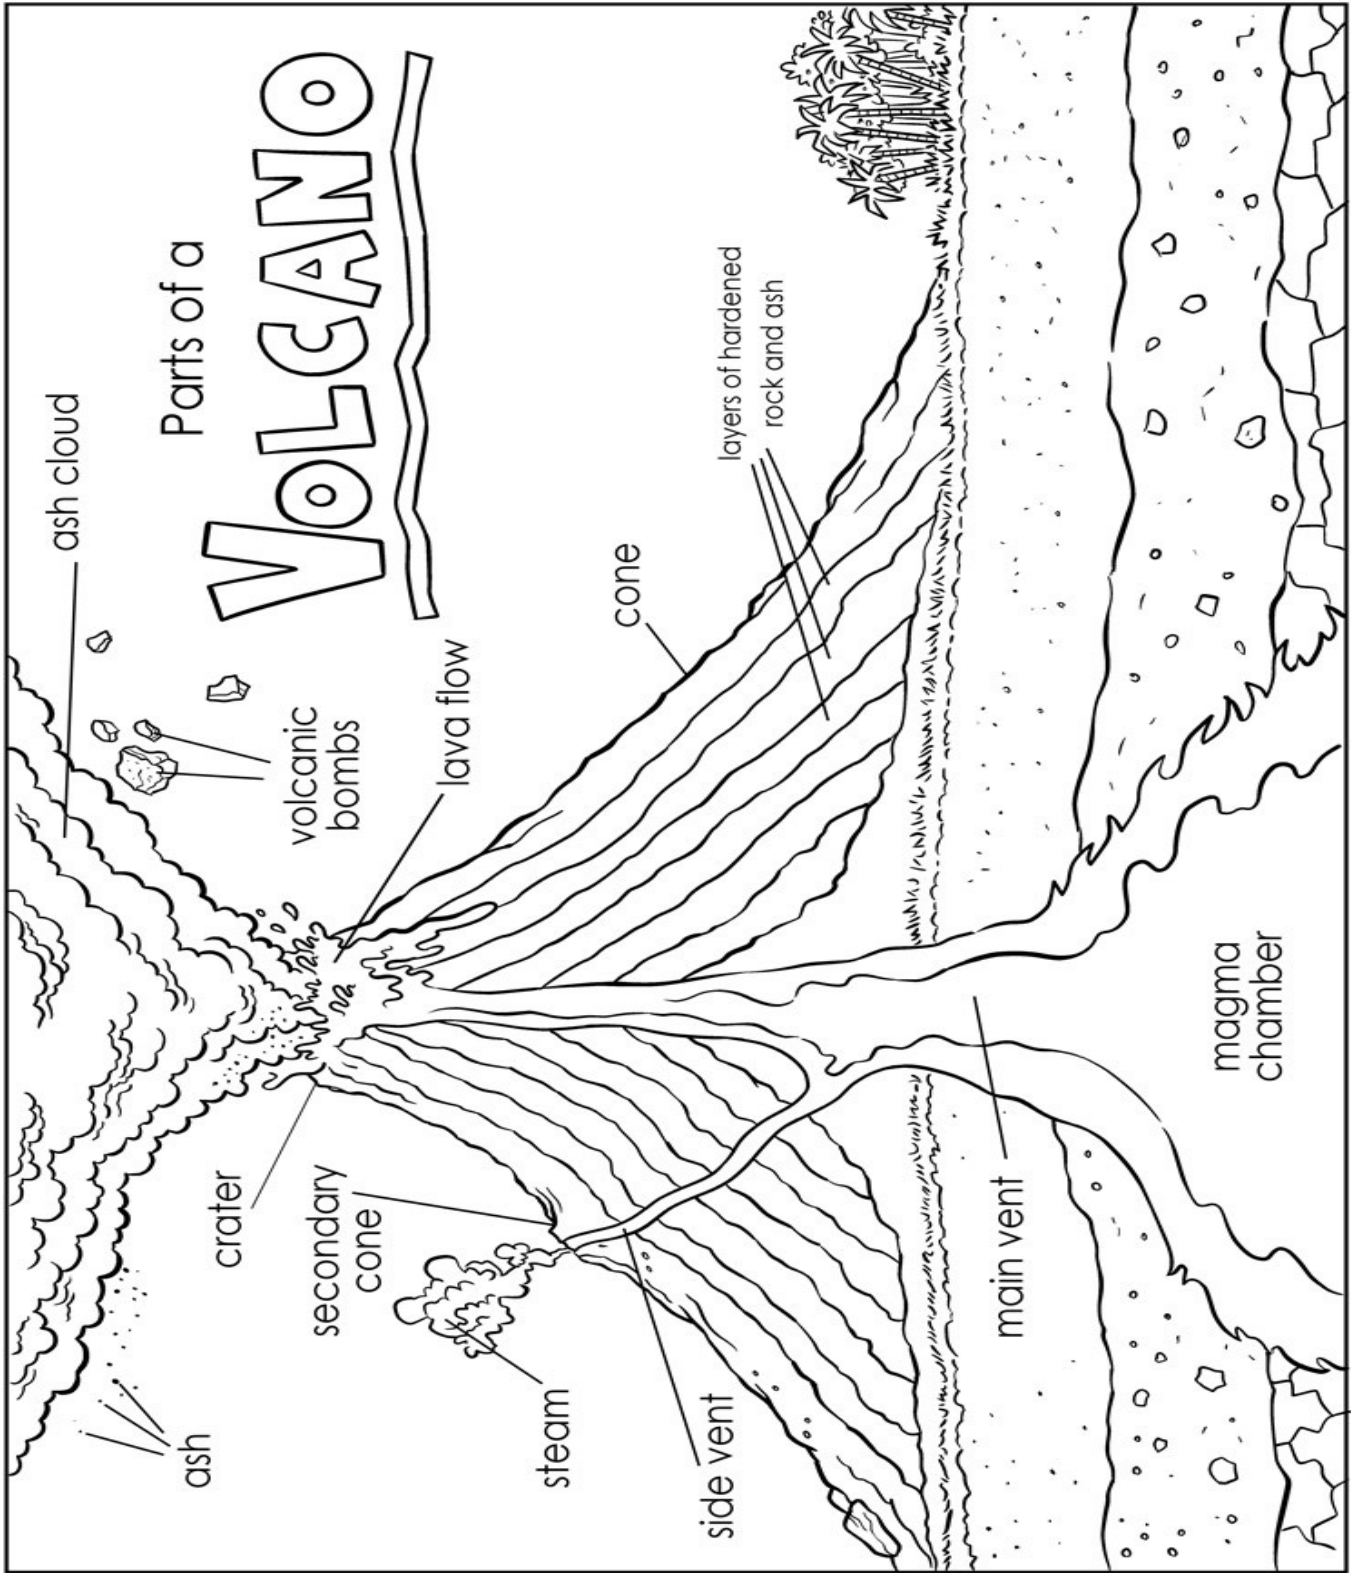 Parts of a
VOLCANO
ash cloud
volcanic
bombs
lava flow
cone
layers of hardened
rock and ash
ash
crater
secondary
cone
steam
side vent
main vent
magma
chamber